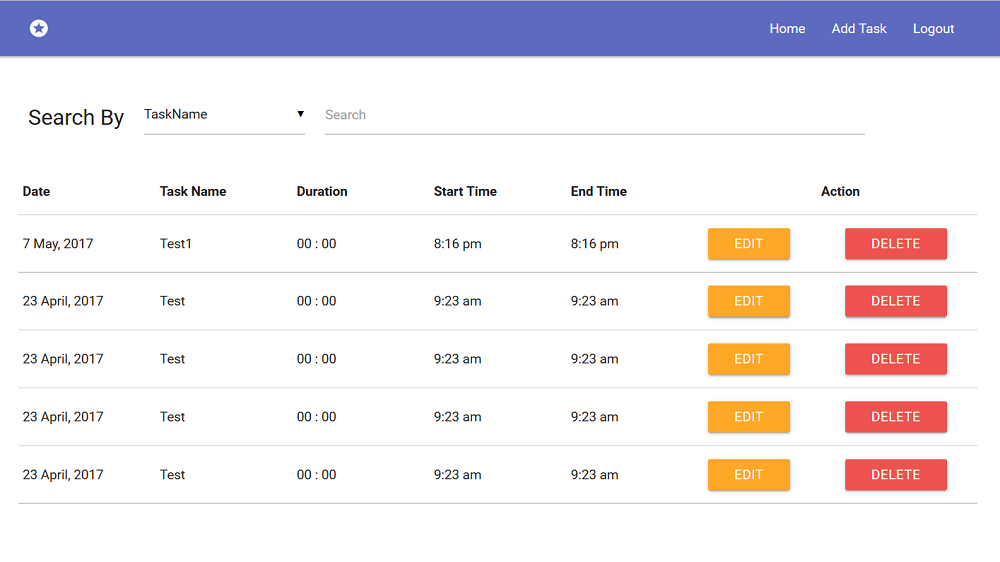 Home Add Task Logout
Search By TaskName Search
Date Task Name Duration Start Time End Time Action
7 May, 2017 Test1 00 : 00 8:16 pm 8:16 pm EDIT DELETE
23 April, 2017 Test 00 : 00 9:23 am 9:23 am EDIT DELETE
23 April, 2017 Test 00 : 00 9:23 am 9:23 am EDIT DELETE
23 April, 2017 Test 00 : 00 9:23 am 9:23 am EDIT DELETE
23 April, 2017 Test 00 : 00 9:23 am 9:23 am EDIT DELETE